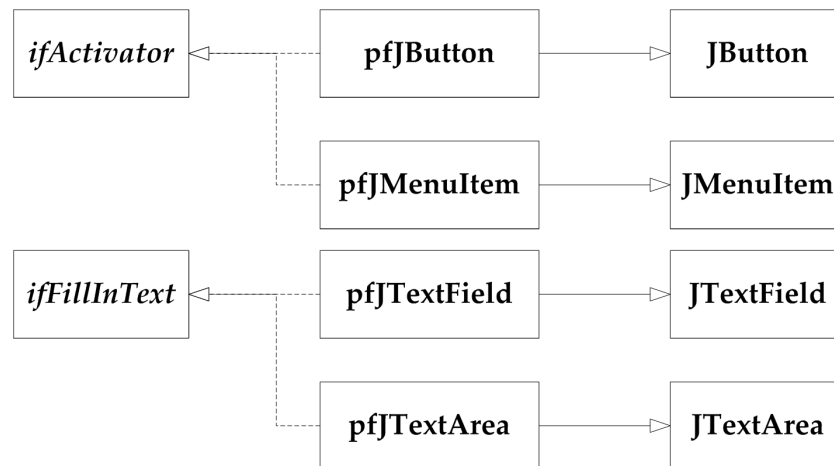 ifActivator
pfJButton
JButton
pfJMenuItem
JMenuItem
ifFillInText
pfJTextField
JTextField
pfJTextArea
JTextArea